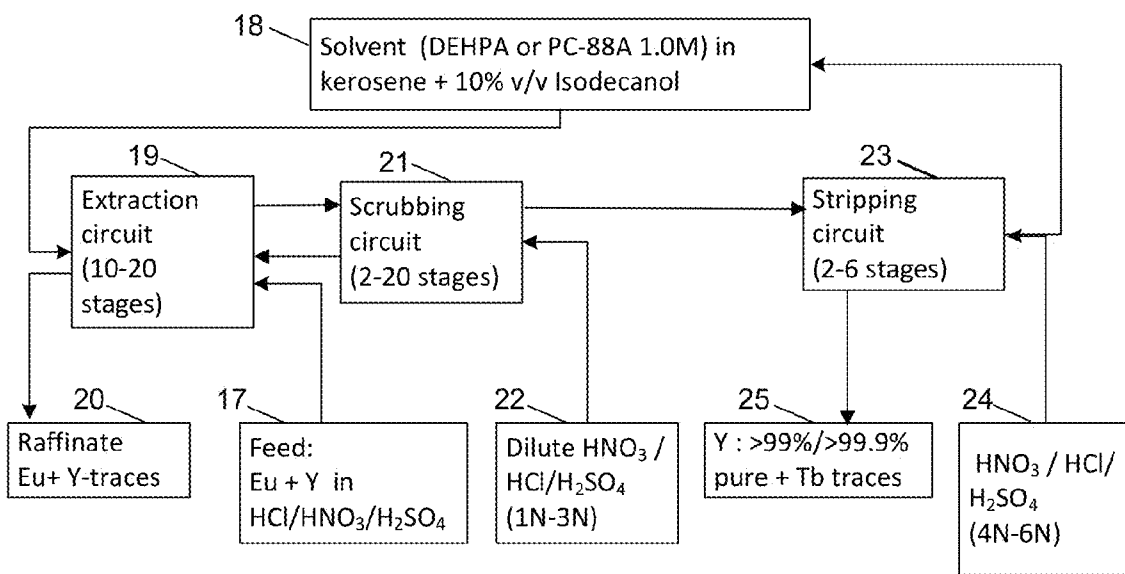 18
Solvent (DEHPA or PC-88A 1.0M) in
kerosene + 10% v/v Isodecanol
19
Extraction
circuit
(10-20
stages)
21
Scrubbing
circuit
(2-20 stages)
23
Stripping
circuit
(2-6 stages)
20
Raffinate
Eu+ Y-traces
17
Feed:
Eu + Y in
HCl/HNO₃/H₂SO₄
22
Dilute HNO₃ /
HCl/H₂SO₄
(1N-3N)
25
Y : >99%/>99.9%
pure + Tb traces
24
HNO₃ / HCl/
H₂SO₄
(4N-6N)